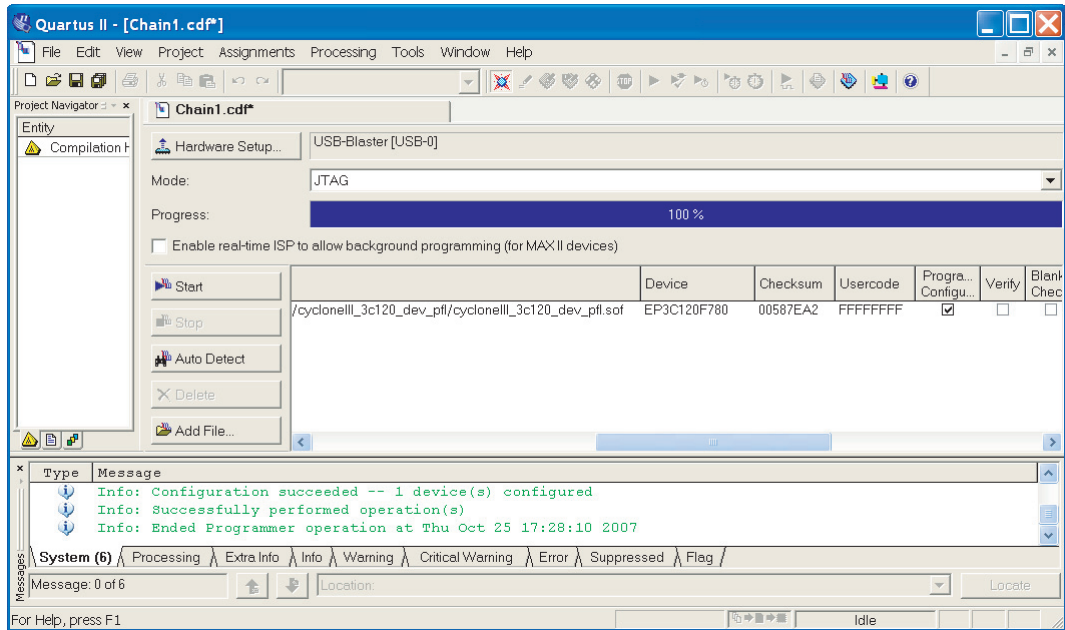 Quartus II - [Chain1.cdf*]
File Edit View Project Assignments Processing Tools Window Help
Project Navigator
Chain1.cdf*
Entity
Compilation H
Hardware Setup...
USB-Blaster [USB-0]
Mode:
JTAG
Progress:
100 %
Enable real-time ISP to allow background programming (for MAX II devices)
Start
Stop
Auto Detect
Delete
Add File...
Device Checksum Usercode Progra... Verify Blank
Configu... Chec
/cycloneIII_3c120_dev_pfl/cycloneIII_3c120_dev_pfl.sof EP3C120F780 00587EA2 FFFFFFFF
Type Message
Info: Configuration succeeded -- 1 device(s) configured
Info: Successfully performed operation(s)
Info: Ended Programmer operation at Thu Oct 25 17:28:10 2007
System (6) Processing Extra Info Info Warning Critical Warning Error Suppressed Flag
Messages
Message: 0 of 6
Location:
Locate
For Help, press F1
Idle